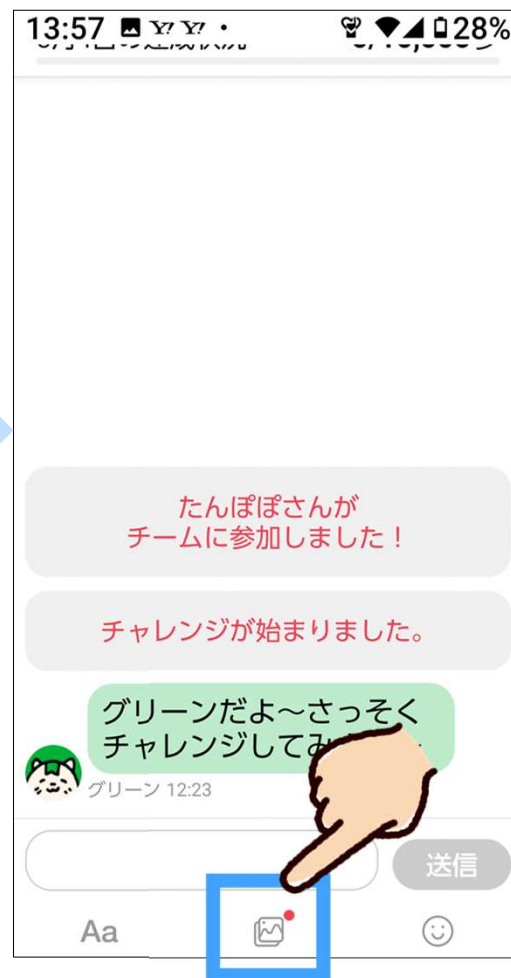 13:57 Y! Y! • 28%
たんぽぽさんが
チームに参加しました！
チャレンジが始まりました。
グリーンだよ〜さっそく
チャレンジしてみ
グリーン 12:23
送信
Aa